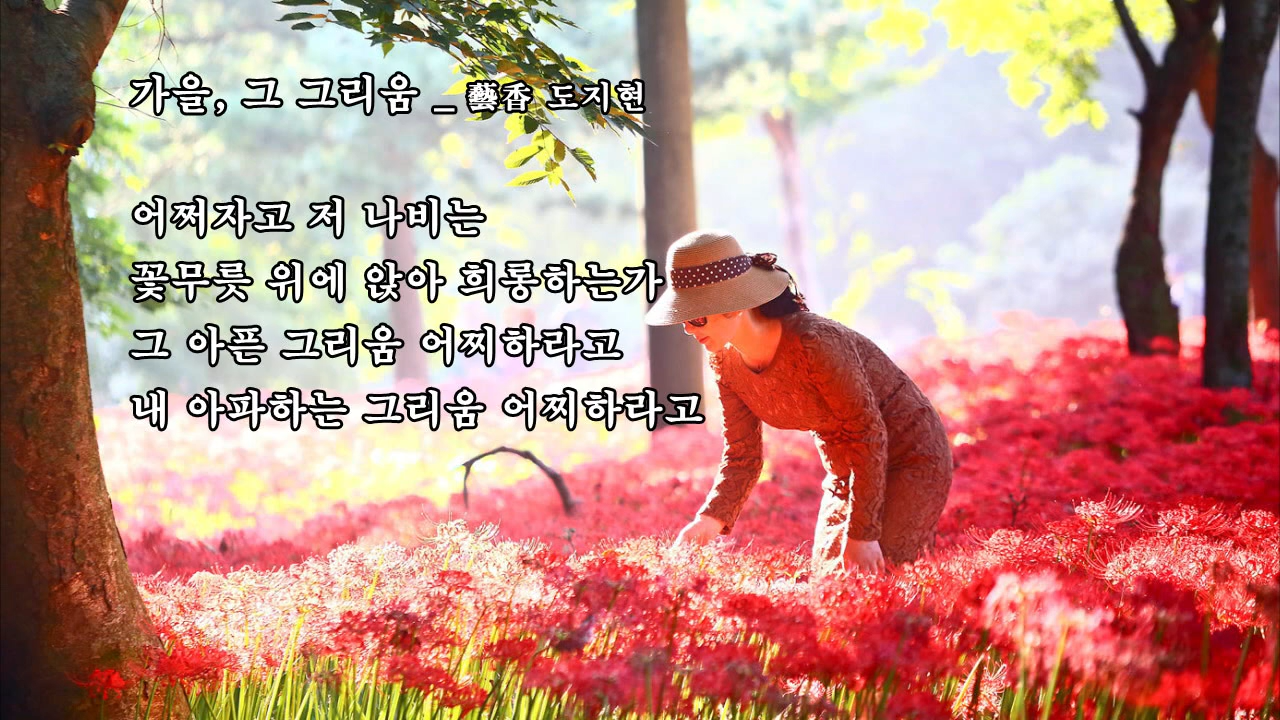 가을, 그 그리움 _ 藝香 도지현
어쩌자고 저 나비는
꽃무릇 위에 앉아 희롱하는가
그 아픈 그리움 어찌하라고
내 아파하는 그리움 어찌하라고